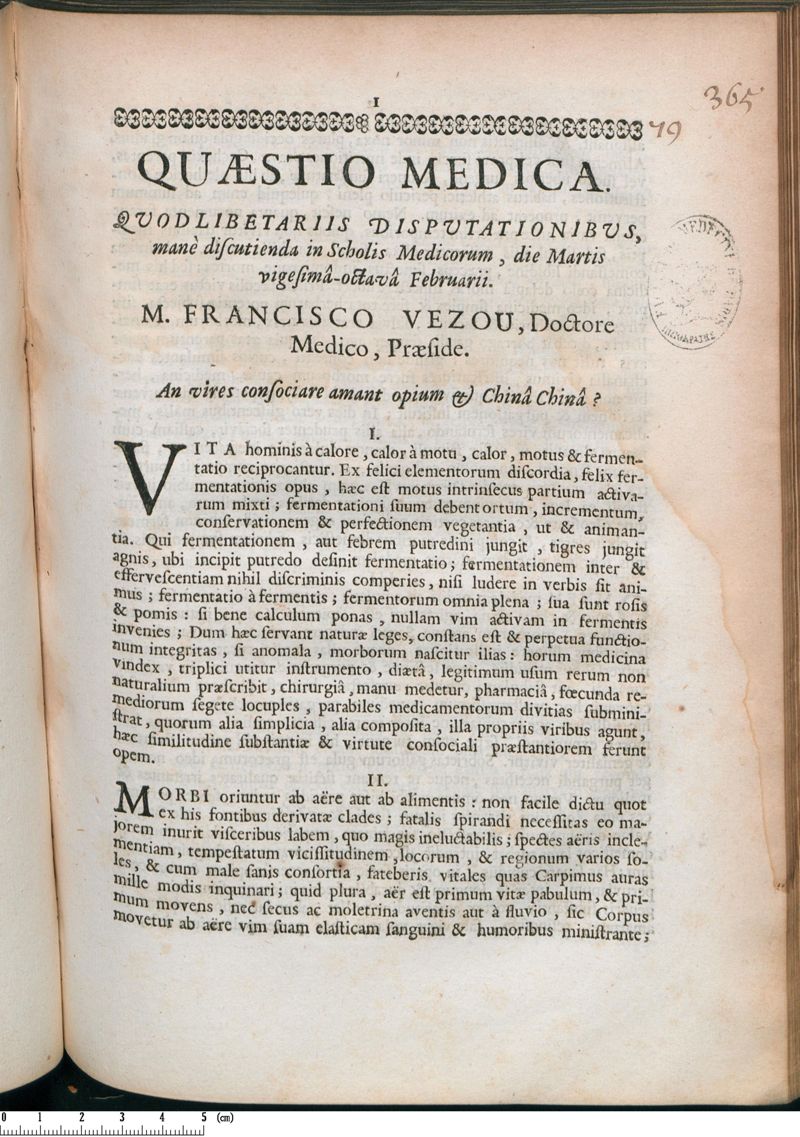 365
I
79
QUÆSTIO MEDICA.
QVODLIBETARIIS DISPVTATIONIBVS,
manè diſcutienda in Scholis Medicorum, die Martis
vigeſimâ-octavâ Februarii.
M. FRANCISCO VEZOU, Doctore
Medico, Præſide.
An vires conſociare amant opium & Chinâ Chinâ ?
I.
VITA hominis à calore, calor à motu, calor, motus & fermen-
tatio reciprocantur. Ex felici elementorum diſcordia, felix fer-
mentationis opus, hæc eſt motus intrinſecus partium activa-
rum mixti; fermentationi ſuum debent ortum, incrementum,
conſervationem & perfectionem vegetantia, ut & animan-
tia. Qui fermentationem, aut febrem putredini jungit, tigres jungit
agnis, ubi incipit putredo definit fermentatio; fermentationem inter &
efferveſcentiam nihil diſcriminis comperies, niſi ludere in verbis ſit ani-
mus; fermentatio à fermentis; fermentorum omnia plena; ſua ſunt roſis
& pomis: ſi bene calculum ponas, nullam vim activam in fermentis
invenies; Dum hæc ſervant naturæ leges, conſtans eſt & perpetua functio-
num integritas, ſi anomala, morborum naſcitur ilias: horum medicina
vindex, triplici utitur inſtrumento, diætâ, legitimum uſum rerum non
naturalium præſcribit, chirurgiâ, manu medetur, pharmaciâ, fœcunda re-
mediorum ſegete locuples, parabiles medicamentorum divitias ſubmini-
ſtrat, quorum alia ſimplicia, alia compoſita, illa propriis viribus agunt,
hæc ſimilitudine ſubſtantiæ & virtute conſociali præſtantiorem ferunt
opem.
II.
MORBI oriuntur ab aëre aut ab alimentis: non facile dictu quot
ex his fontibus derivatæ clades; fatalis ſpirandi neceſſitas eo ma-
jorem inurit viſceribus labem, quo magis ineluctabilis; ſpectes aëris incle-
mentiam, tempeſtatum viciſſitudinem, locorum, & regionum varios ſo-
les, & cum male ſanis conſortia, fateberis vitales quas Carpimus auras
mille modis inquinari; quid plura, aër eſt primum vitæ pabulum, & pri-
mum movens, nec ſecus ac moletrina aventis aut à fluvio, ſic Corpus
movetur ab aëre vim ſuam elaſticam ſanguini & humoribus miniſtrante;
0 1 2 3 4 5 (cm)